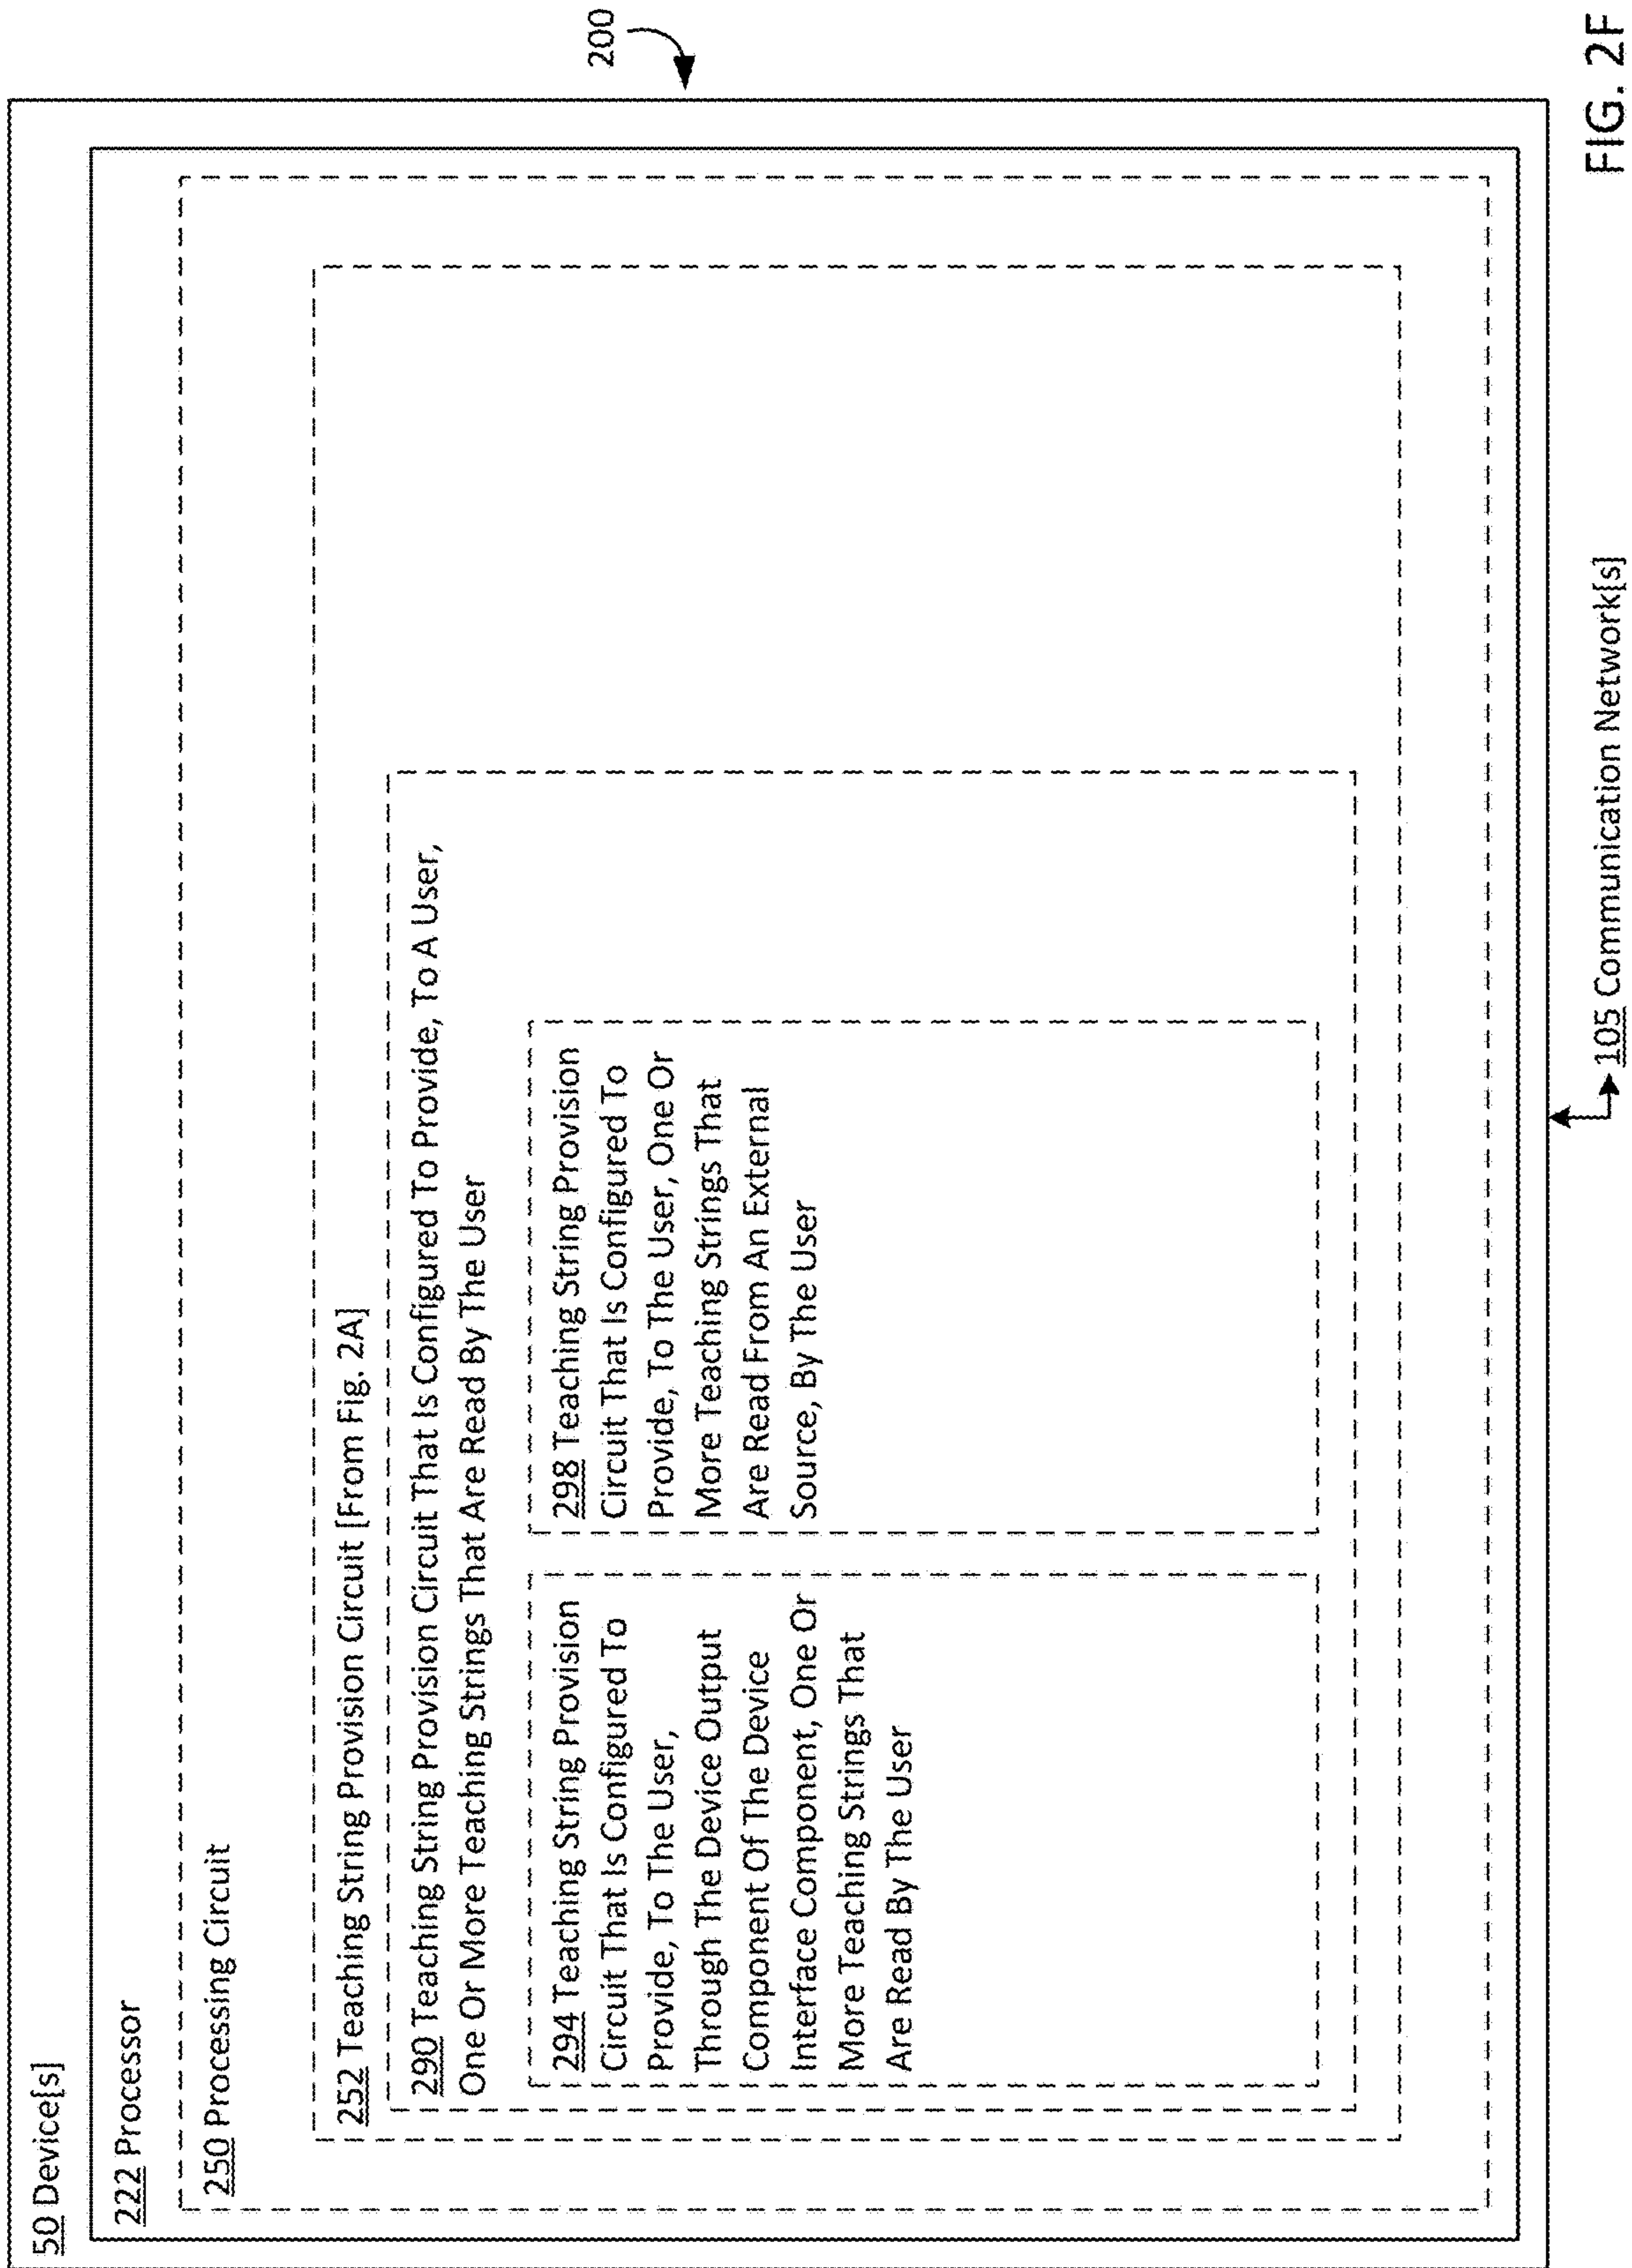 50 Device[s]
222 Processor
250 Processing Circuit
252 Teaching String Provision Circuit [From Fig. 2A]
290 Teaching String Provision Circuit That Is Configured To Provide, To A User,
One Or More Teaching Strings That Are Read By The User
294 Teaching String Provision
Circuit That Is Configured To
Provide, To The User,
Through The Device Output
Component Of The Device
Interface Component, One Or
More Teaching Strings That
Are Read By The User
298 Teaching String Provision
Circuit That Is Configured To
Provide, To The User, One Or
More Teaching Strings That
Are Read From An External
Source, By The User
200
105 Communication Network[s]
FIG. 2F